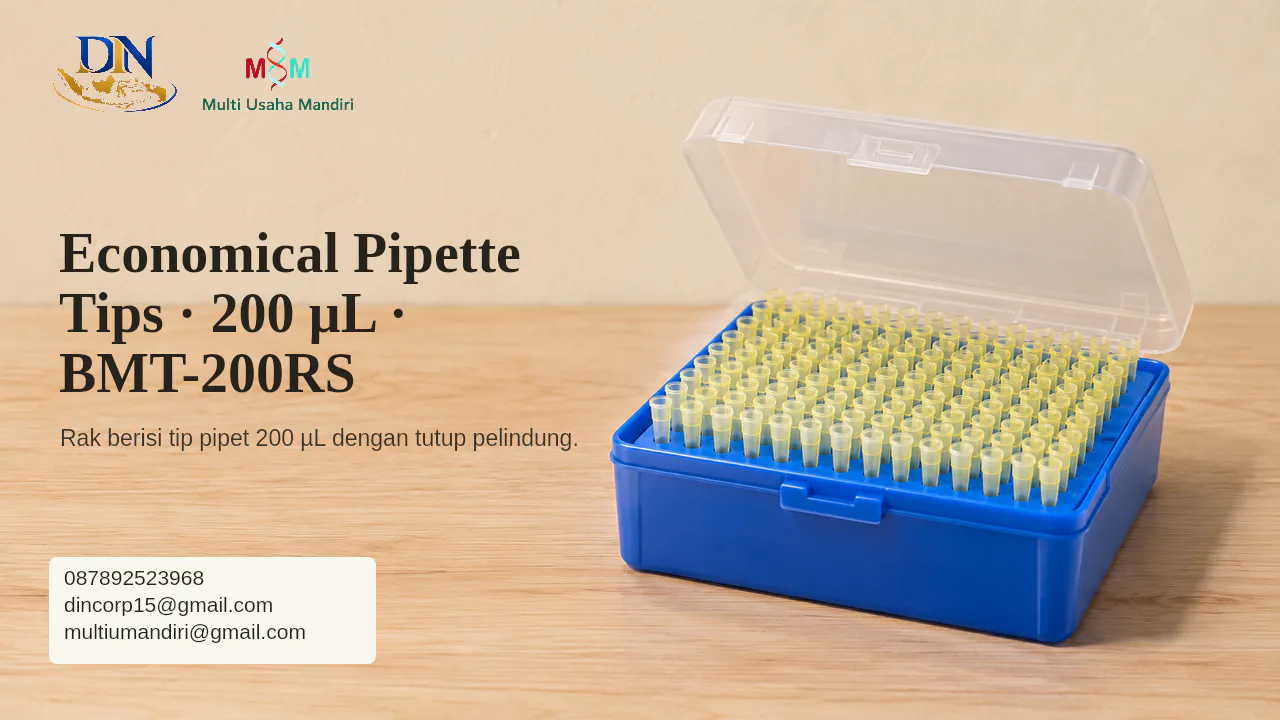 DIN
MSM
Multi Usaha Mandiri
Economical Pipette
Tips · 200 µL ·
BMT-200RS
Rak berisi tip pipet 200 µL dengan tutup pelindung.
087892523968
dincorp15@gmail.com
multiumandiri@gmail.com